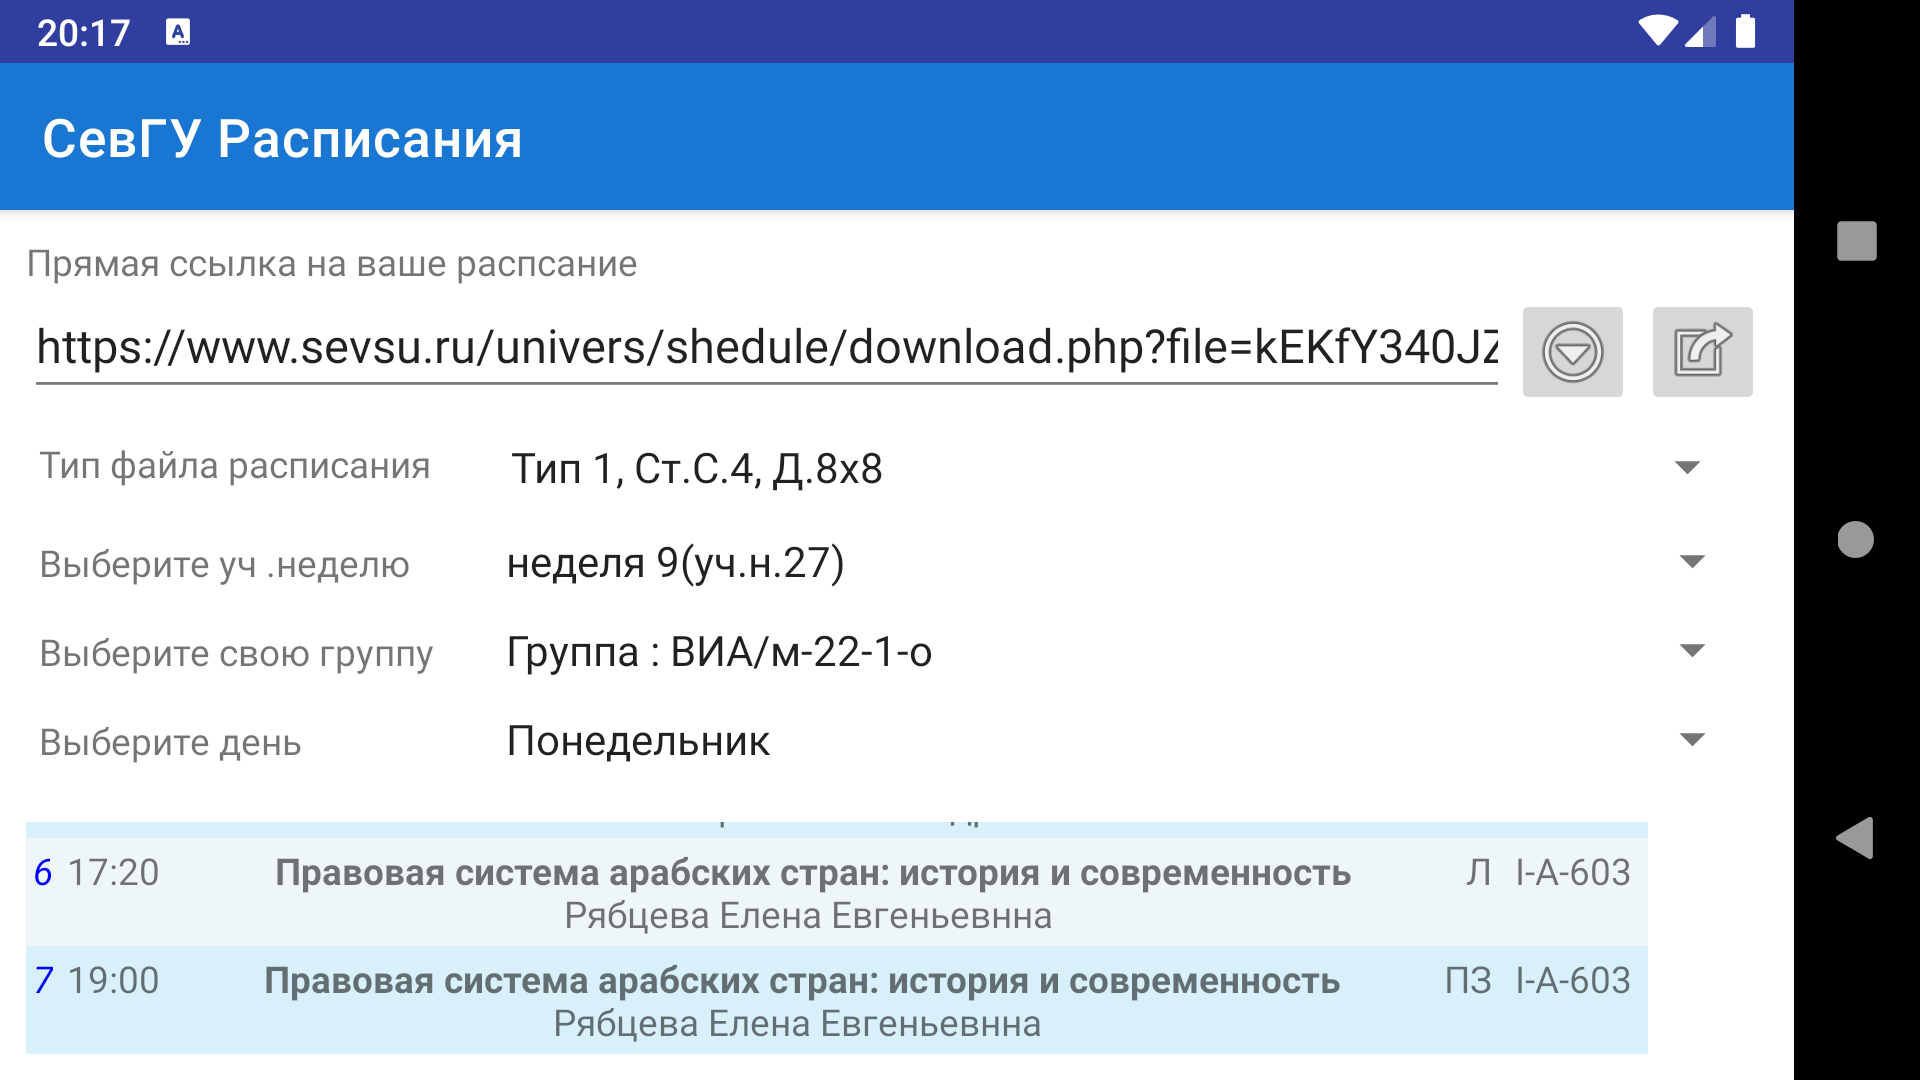 20:17
СевГУ Расписания
Прямая ссылка на ваше распсание
https://www.sevsu.ru/univers/shedule/download.php?file=kEKfY340JZ
Тип файла расписания Тип 1, Ст.С.4, Д.8x8
Выберите уч .неделю неделя 9(уч.н.27)
Выберите свою группу Группа : ВИА/м-22-1-о
Выберите день Понедельник
6 17:20 Правовая система арабских стран: история и современность Л I-А-603
Рябцева Елена Евгеньевнна
7 19:00 Правовая система арабских стран: история и современность ПЗ I-А-603
Рябцева Елена Евгеньевнна